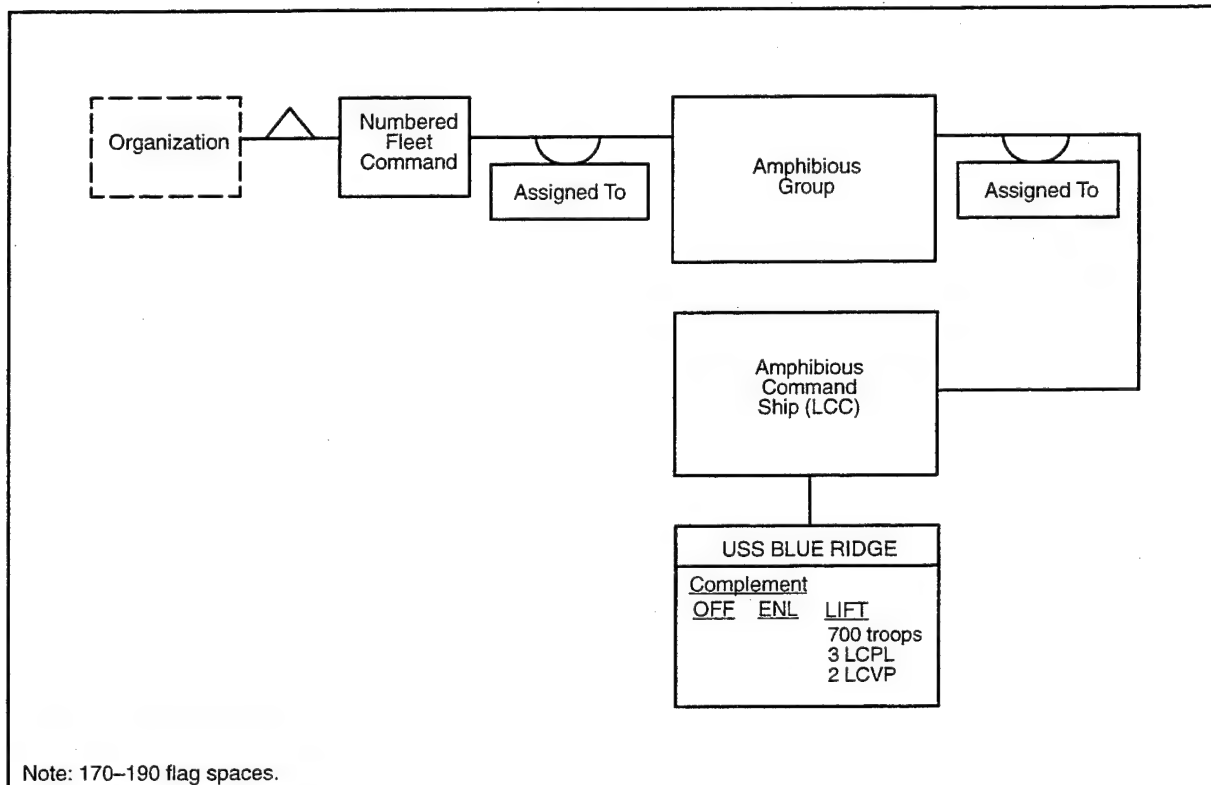 Organization
Numbered
Fleet
Command
Assigned To
Amphibious
Group
Assigned To
Amphibious
Command
Ship (LCC)
USS BLUE RIDGE
Complement
OFF ENL LIFT
700 troops
3 LCPL
2 LCVP
Note: 170–190 flag spaces.